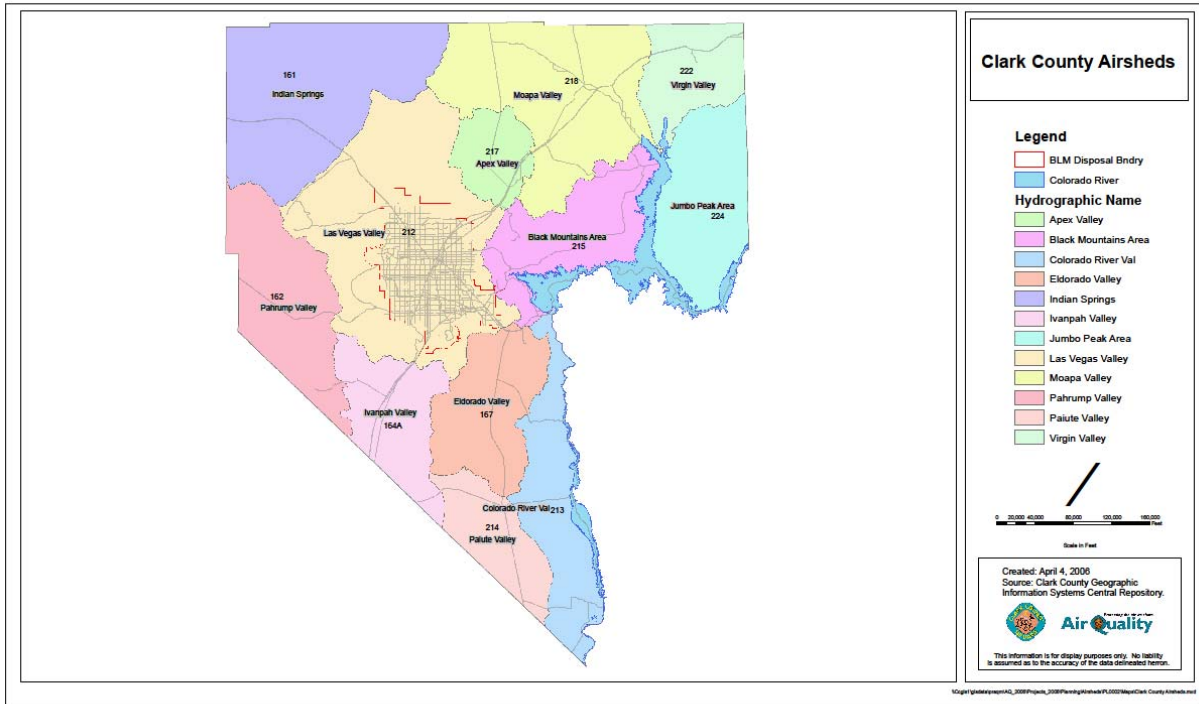 161
Indian Springs
218
Moapa Valley
222
Virgin Valley
217
Apex Valley
Jumbo Peak Area
224
Las Vegas Valley 212
Black Mountains Area
215
162
Pahrump Valley
Ivanpah Valley
164A
Eldorado Valley
167
Colorado River Val 213
214
Paiute Valley
Clark County Airsheds
Legend
BLM Disposal Bndry
Colorado River
Hydrographic Name
Apex Valley
Black Mountains Area
Colorado River Val
Eldorado Valley
Indian Springs
Ivanpah Valley
Jumbo Peak Area
Las Vegas Valley
Moapa Valley
Pahrump Valley
Paiute Valley
Virgin Valley
0 20,000 40,000 80,000 120,000 160,000
Feet
Scale in Feet
Created: April 4, 2006
Source: Clark County Geographic
Information Systems Central Repository.
Air Quality
This information is for display purposes only. No liability
is assumed as to the accuracy of the data delineated herron.